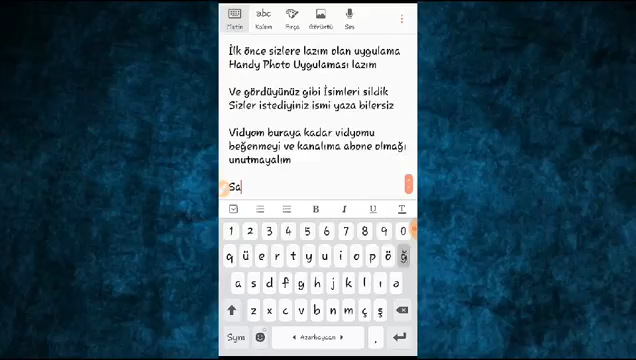 Metin abc Kalem Fırça Görüntü Ses
İlk önce sizlere lazım olan uygulama
Handy Photo Uygulaması lazım
Ve gördüyünüz gibi İsimleri sildik
Sizler istediyiniz ismi yaza bilersiz
Vidyom buraya kadar vidyomu
beğenmeyi ve kanalıma abone olmağı
unutmayalım
Sa
B I U T
1 2 3 4 5 6 7 8 9 0
q ü e r t y u i o p ö ğ
a s d f g h j k l ı ə
z x c v b n m ç ş
Sym Azərbaycan .